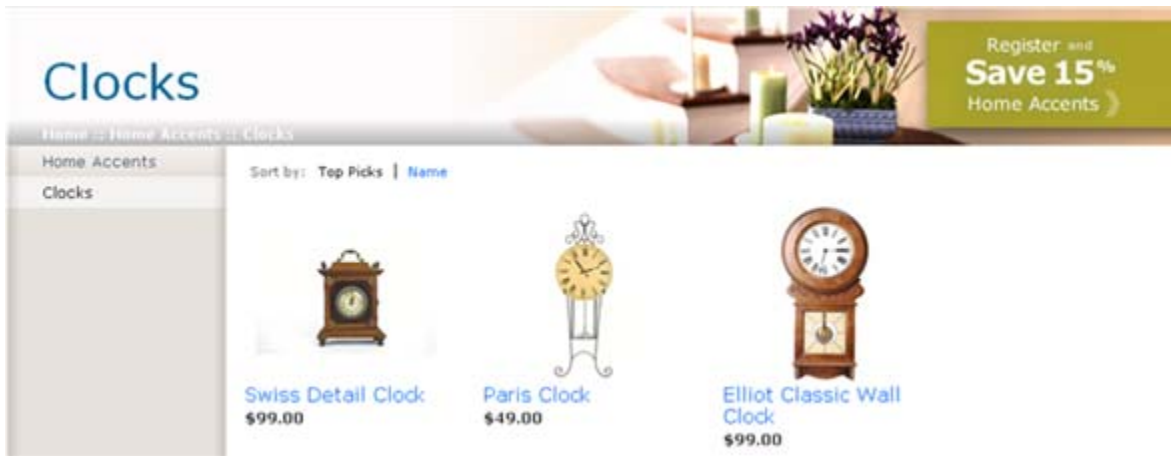 Clocks
Register and
Save 15%
Home Accents
Home :: Home Accents :: Clocks
Home Accents
Clocks
Sort by: Top Picks | Name
Swiss Detail Clock
$99.00
Paris Clock
$49.00
Elliot Classic Wall
Clock
$99.00